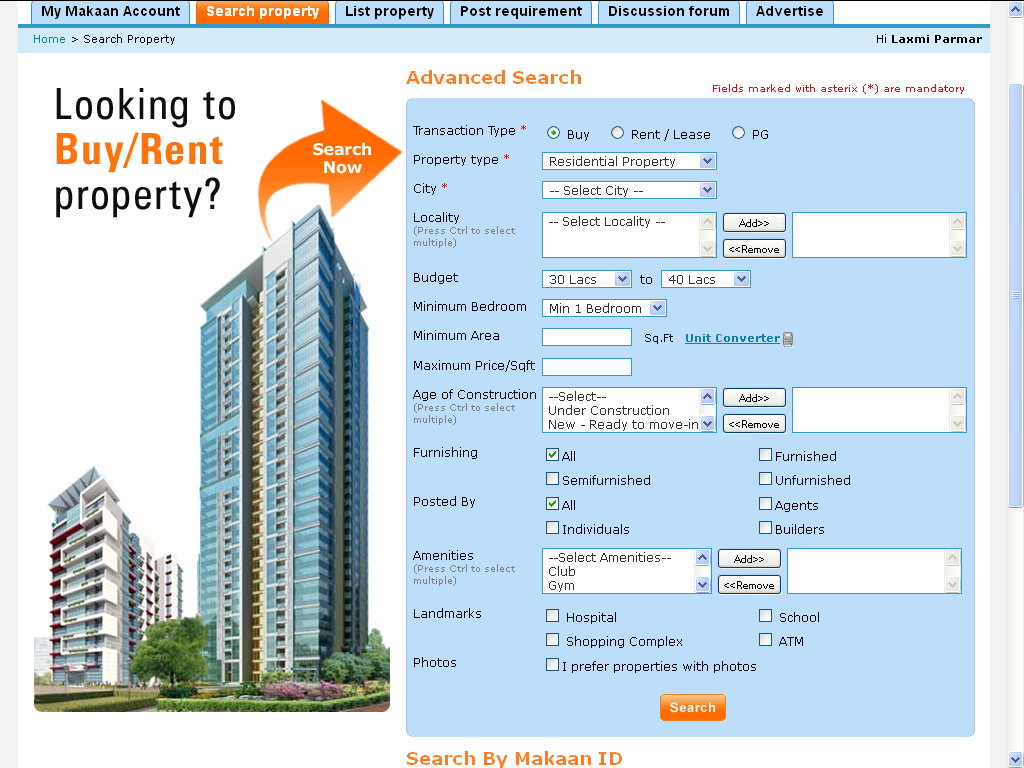 My Makaan Account Search property List property Post requirement Discussion forum Advertise
Home > Search Property Hi Laxmi Parmar
Looking to
Buy/Rent
property?
Search
Now
Advanced Search
Fields marked with asterix (*) are mandatory
Transaction Type * Buy Rent / Lease PG
Property type * Residential Property
City * -- Select City --
Locality
(Press Ctrl to select
multiple)
-- Select Locality -- Add>>
<<Remove
Budget 30 Lacs to 40 Lacs
Minimum Bedroom Min 1 Bedroom
Minimum Area Sq.Ft Unit Converter
Maximum Price/Sqft
Age of Construction
(Press Ctrl to select
multiple)
--Select-- Add>>
Under Construction
New - Ready to move-in <<Remove
Furnishing All Furnished
Semifurnished Unfurnished
Posted By All Agents
Individuals Builders
Amenities
(Press Ctrl to select
multiple)
--Select Amenities-- Add>>
Club
Gym <<Remove
Landmarks Hospital School
Shopping Complex ATM
Photos I prefer properties with photos
Search
Search By Makaan ID